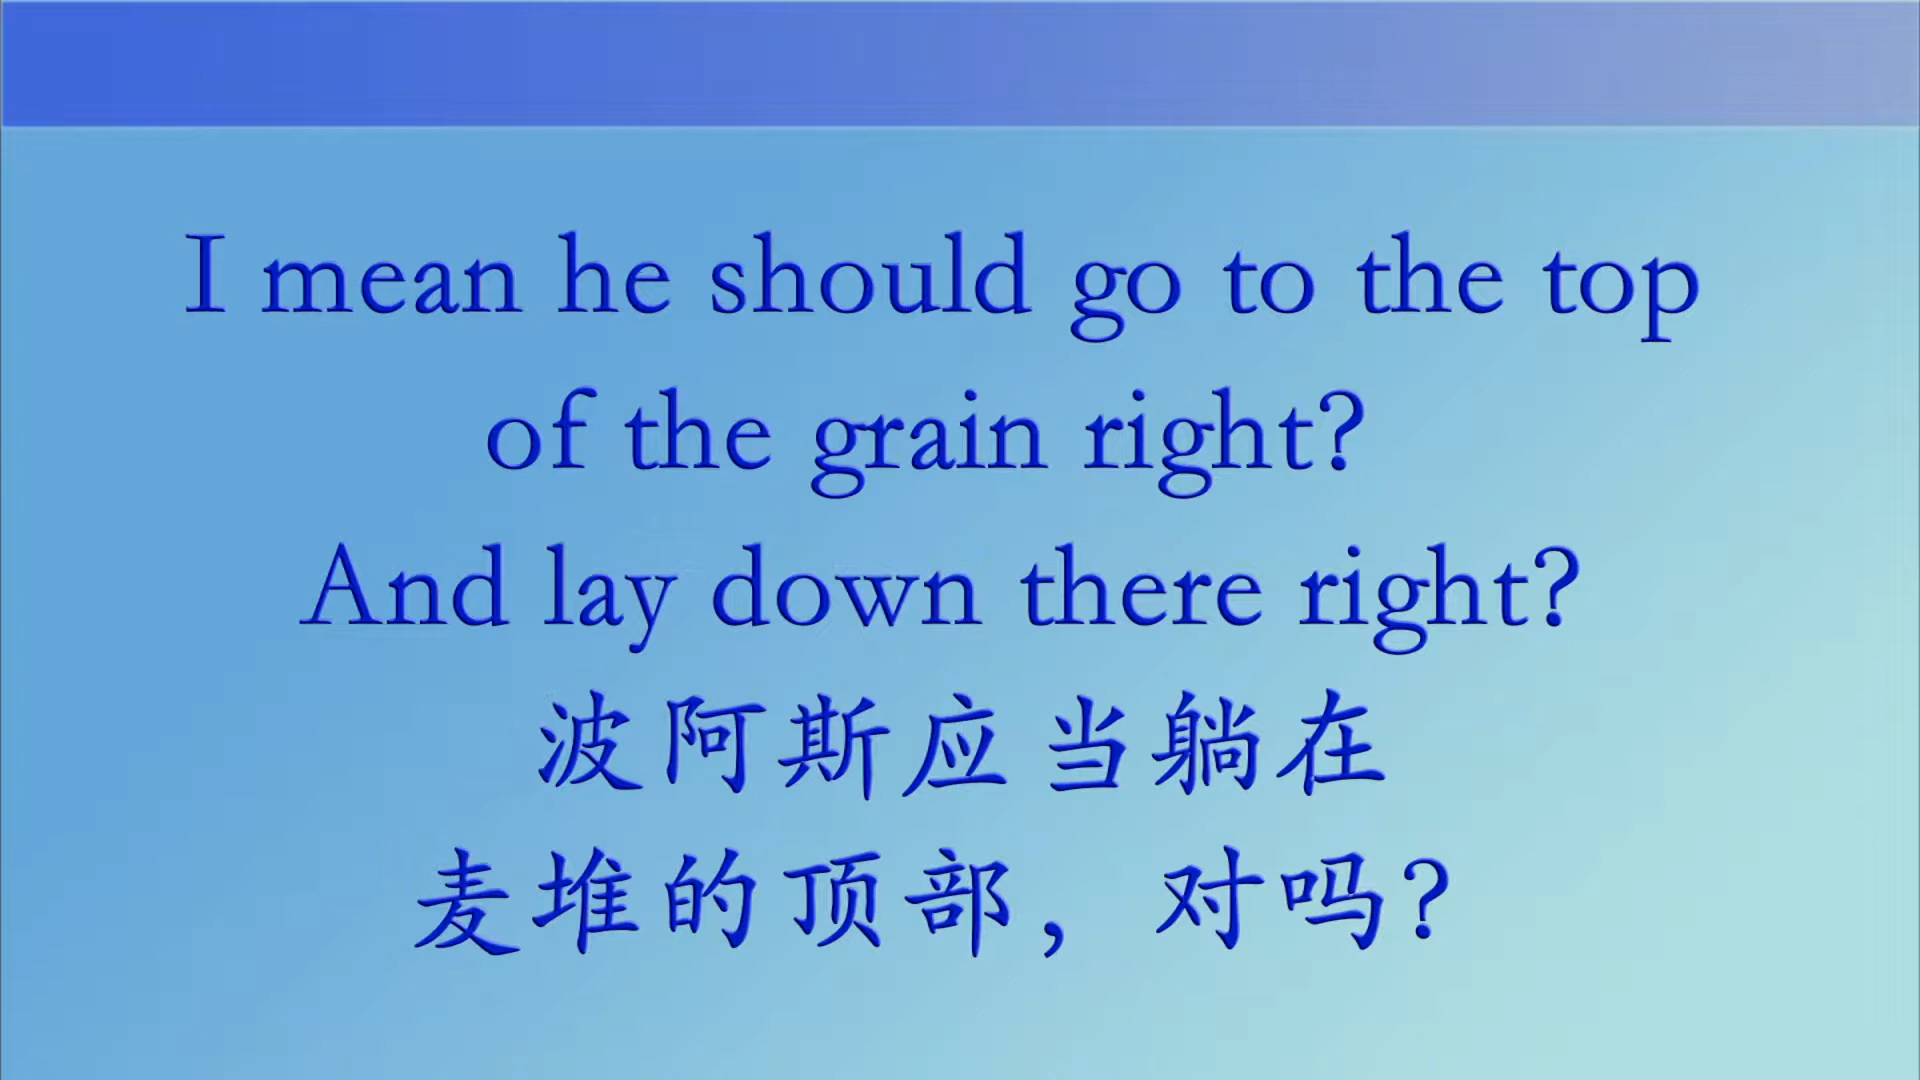 I mean he should go to the top
of the grain right?
And lay down there right?
波阿斯应当躺在
麦堆的顶部，对吗？